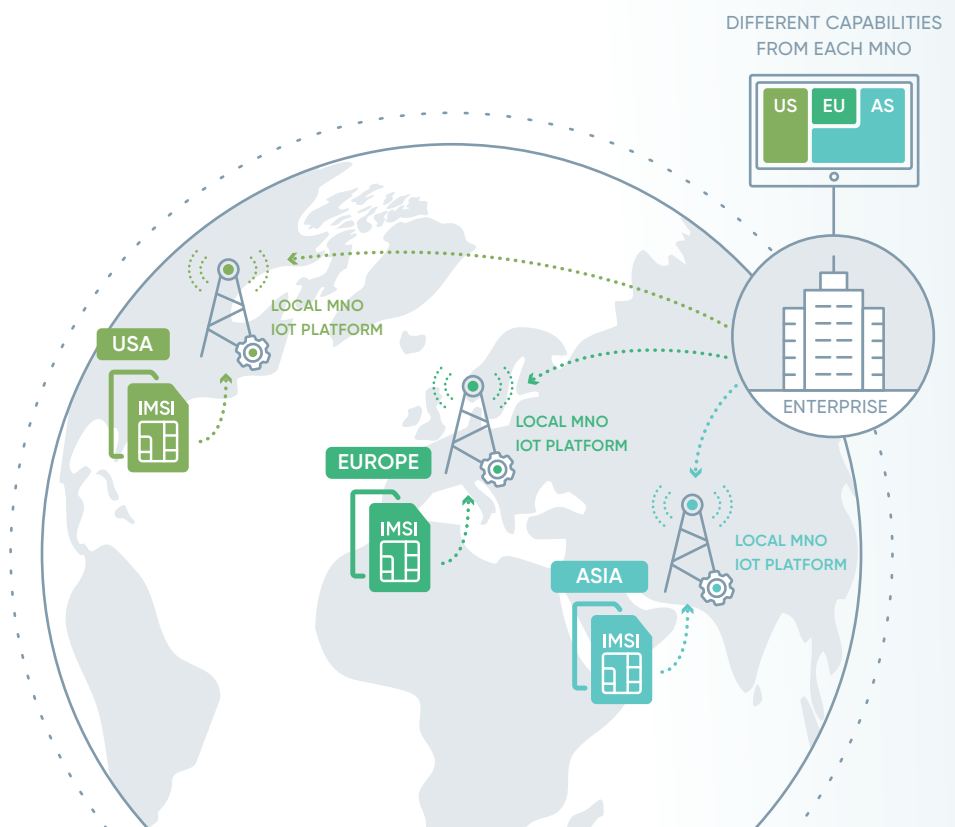 DIFFERENT CAPABILITIES
FROM EACH MNO
US
EU
AS
ENTERPRISE
LOCAL MNO
IOT PLATFORM
USA
IMSI
LOCAL MNO
IOT PLATFORM
EUROPE
IMSI
LOCAL MNO
IOT PLATFORM
ASIA
IMSI